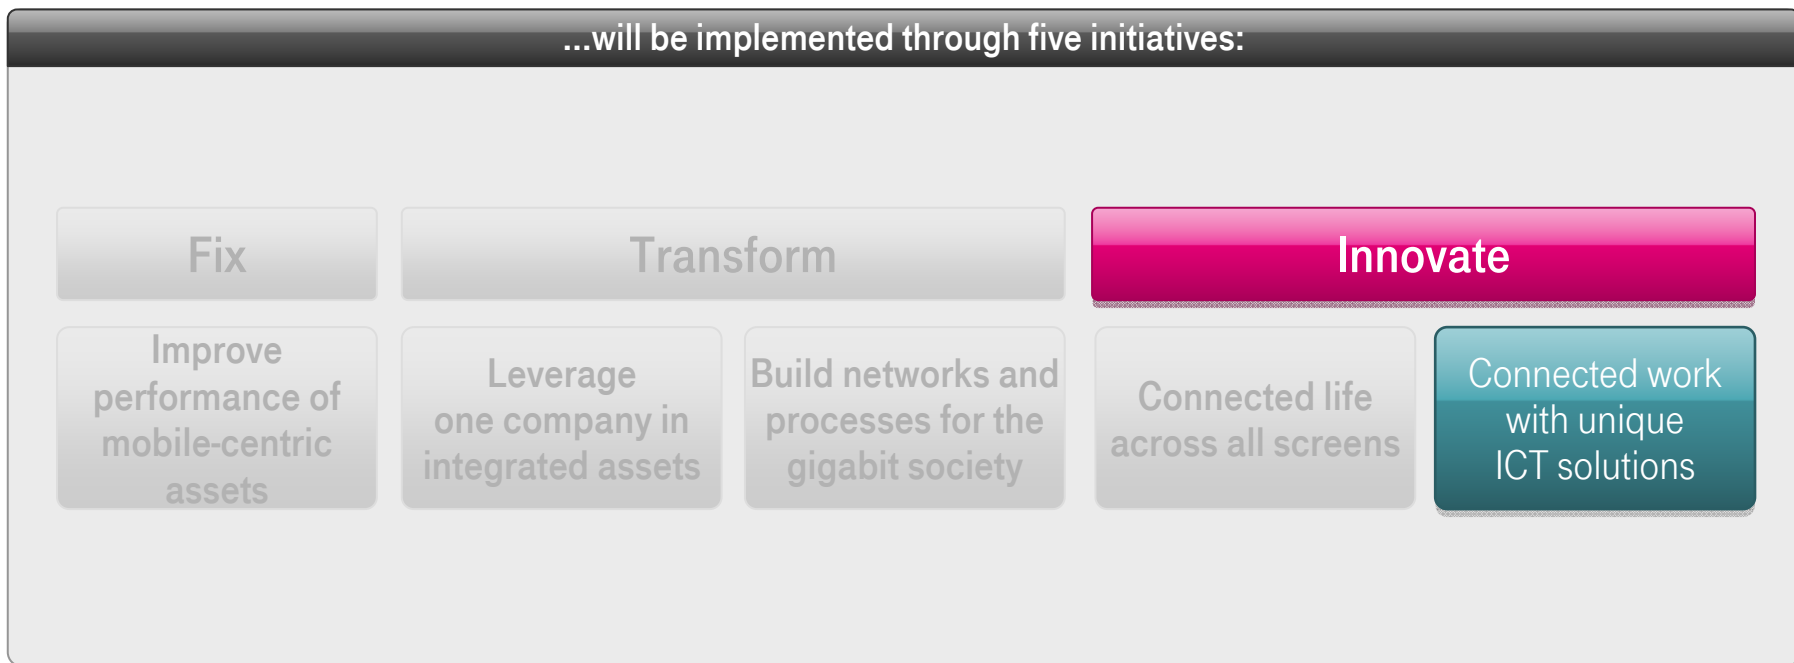 ...will be implemented through five initiatives:
Fix
Transform
Innovate
Improve
performance of
mobile-centric
assets
Leverage
one company in
integrated assets
Build networks and
processes for the
gigabit society
Connected life
across all screens
Connected work
with unique
ICT solutions